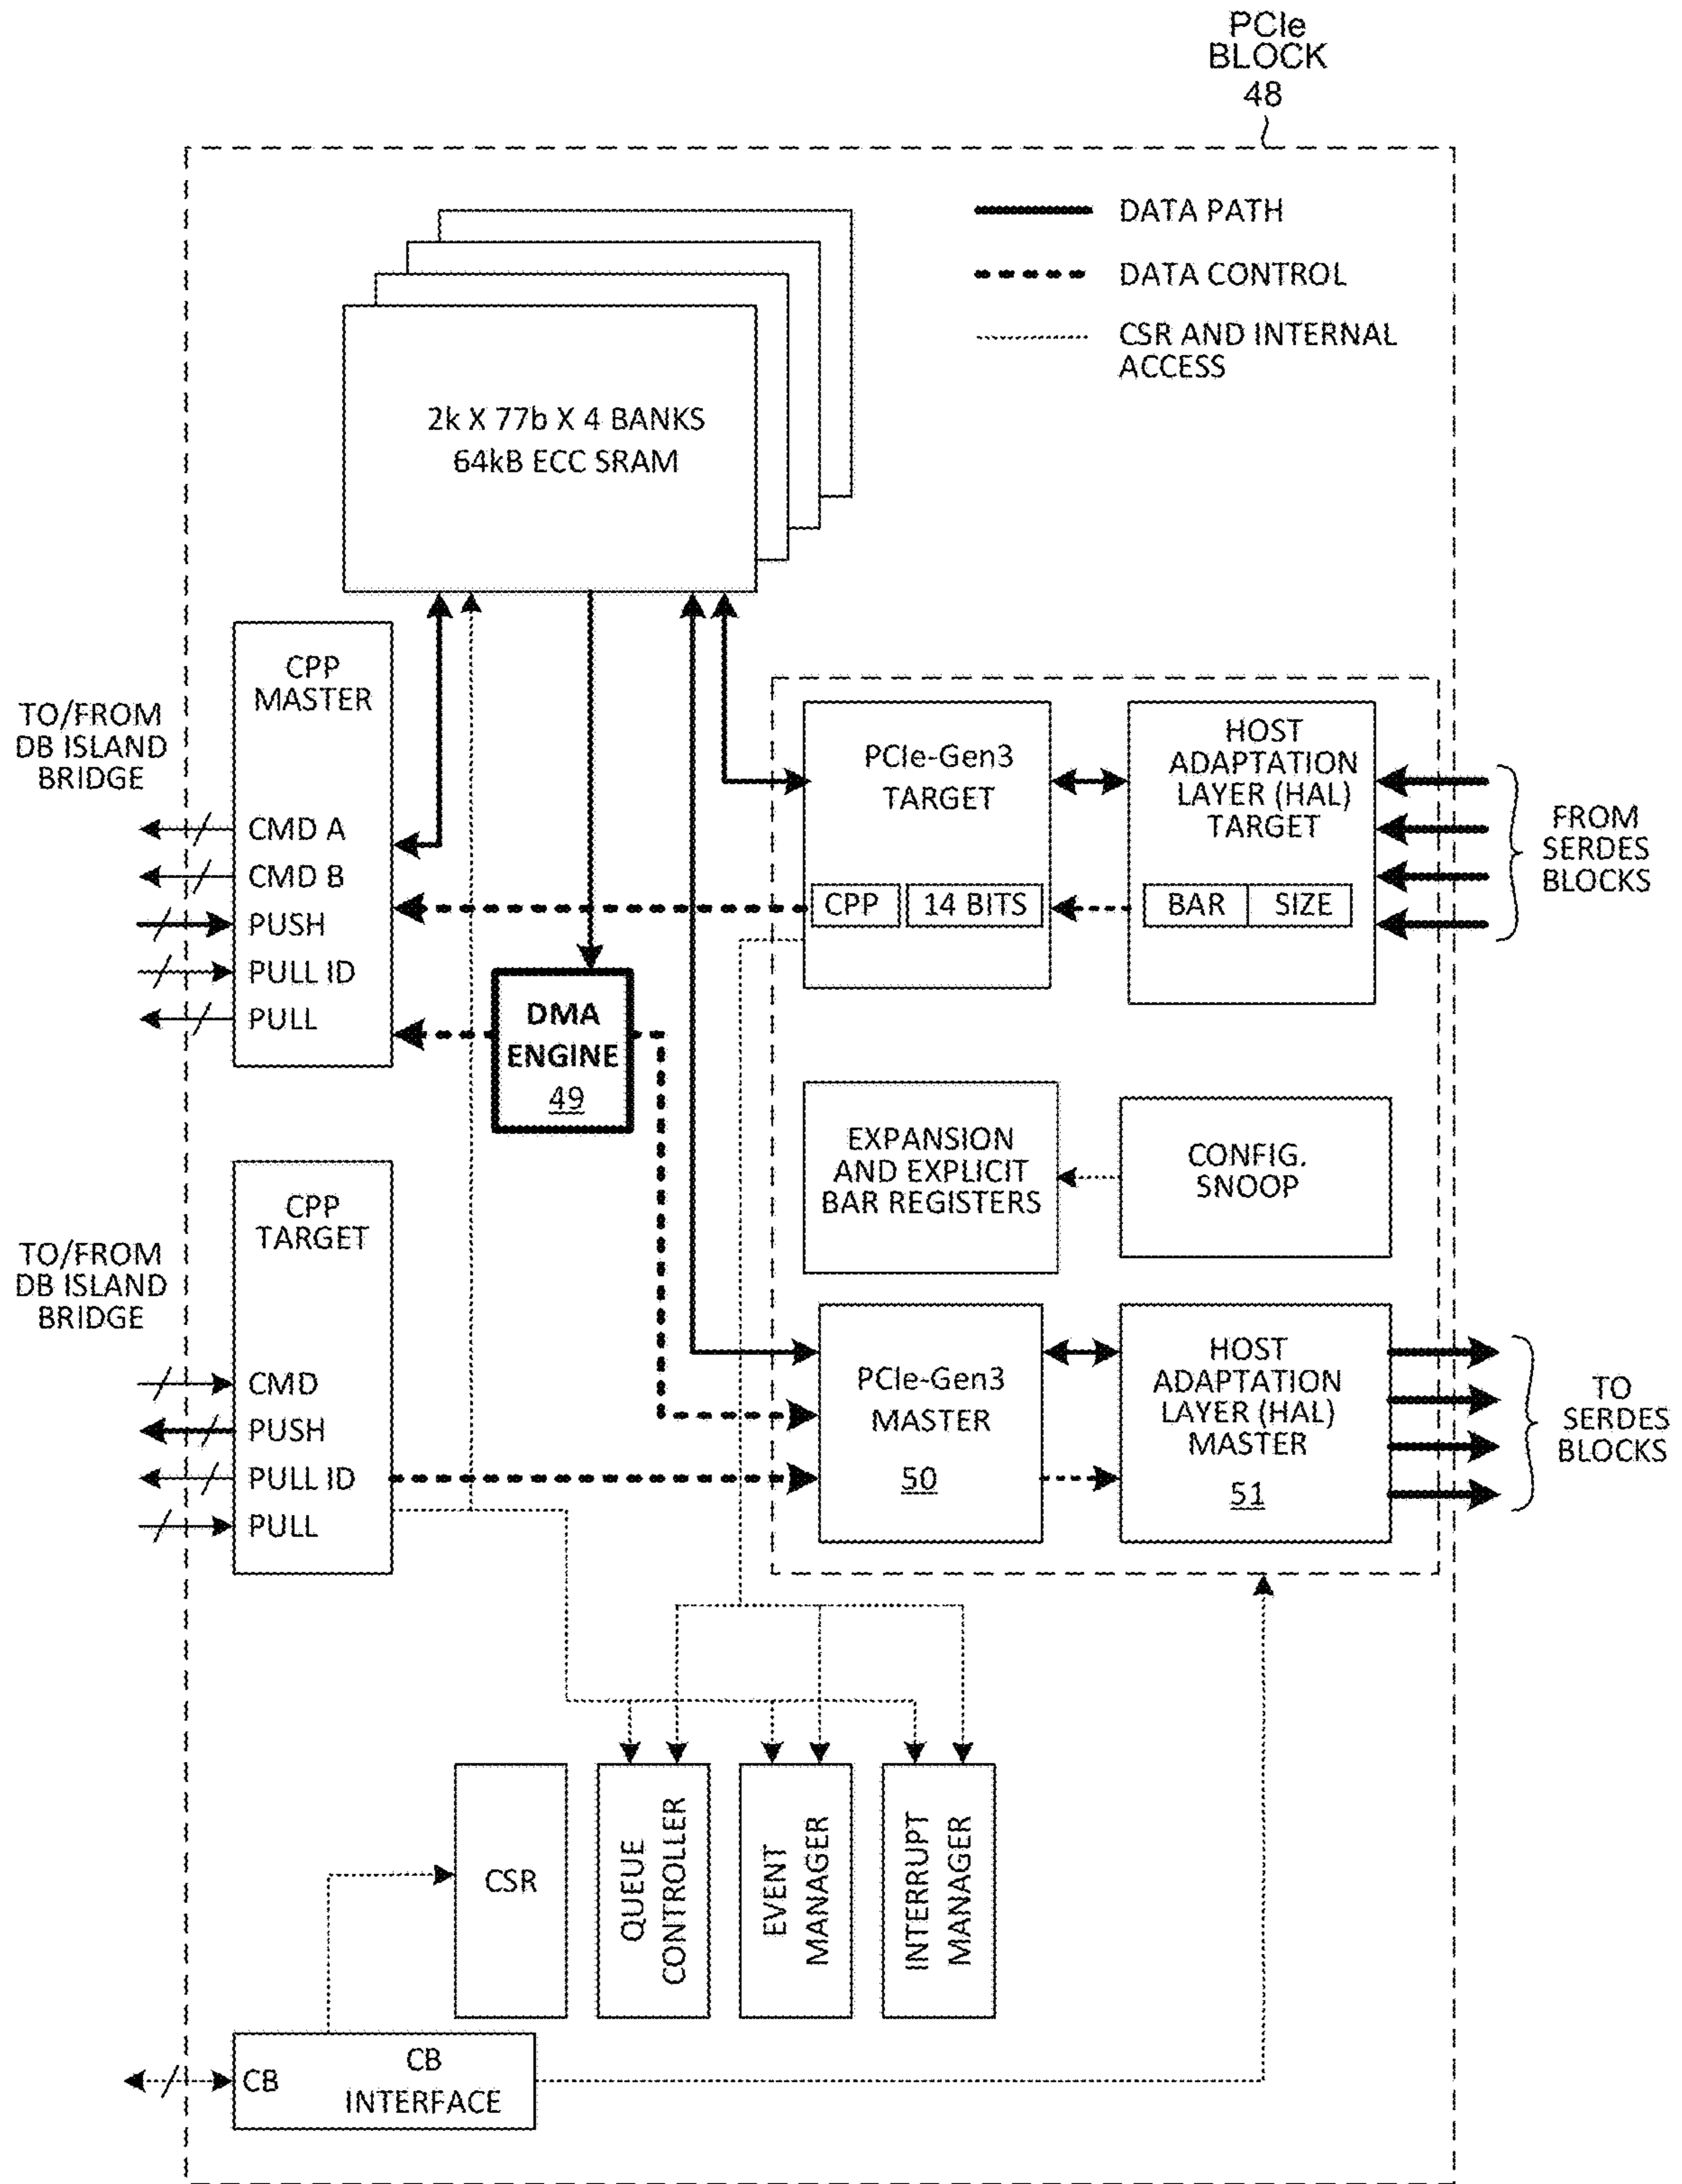 PCIe
BLOCK
48
DATA PATH
DATA CONTROL
CSR AND INTERNAL
ACCESS
2k X 77b X 4 BANKS
64kB ECC SRAM
CPP
MASTER
TO/FROM
DB ISLAND
BRIDGE
CMD A
CMD B
PUSH
PULL ID
PULL
PCIe-Gen3
TARGET
CPP
14 BITS
HOST
ADAPTATION
LAYER (HAL)
TARGET
BAR
SIZE
FROM
SERDES
BLOCKS
DMA
ENGINE
49
EXPANSION
AND EXPLICIT
BAR REGISTERS
CONFIG.
SNOOP
CPP
TARGET
TO/FROM
DB ISLAND
BRIDGE
CMD
PUSH
PULL ID
PULL
PCIe-Gen3
MASTER
50
HOST
ADAPTATION
LAYER (HAL)
MASTER
51
TO
SERDES
BLOCKS
CSR
QUEUE
CONTROLLER
EVENT
MANAGER
INTERRUPT
MANAGER
CB
CB
INTERFACE